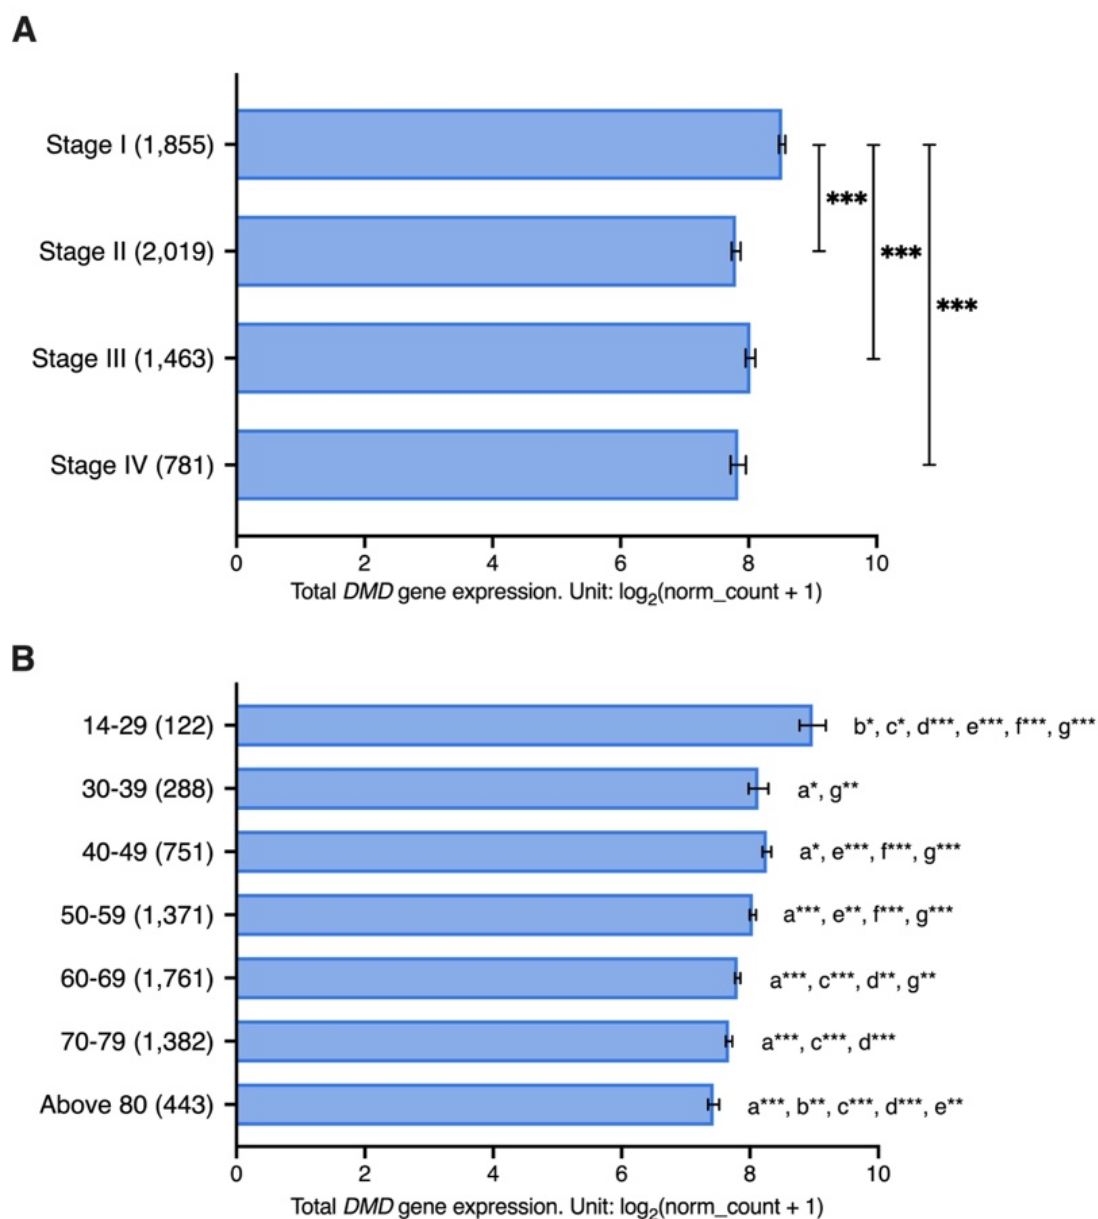 A
Stage I (1,855)
***
Stage II (2,019)
***
***
Stage III (1,463)
Stage IV (781)
0 2 4 6 8 10
Total DMD gene expression. Unit: log₂(norm_count + 1)
B
14-29 (122) b*, c*, d***, e***, f***, g***
30-39 (288) a*, g**
40-49 (751) a*, e***, f***, g***
50-59 (1,371) a***, e**, f***, g***
60-69 (1,761) a***, c***, d**, g**
70-79 (1,382) a***, c***, d***
Above 80 (443) a***, b**, c***, d***, e**
0 2 4 6 8 10
Total DMD gene expression. Unit: log₂(norm_count + 1)